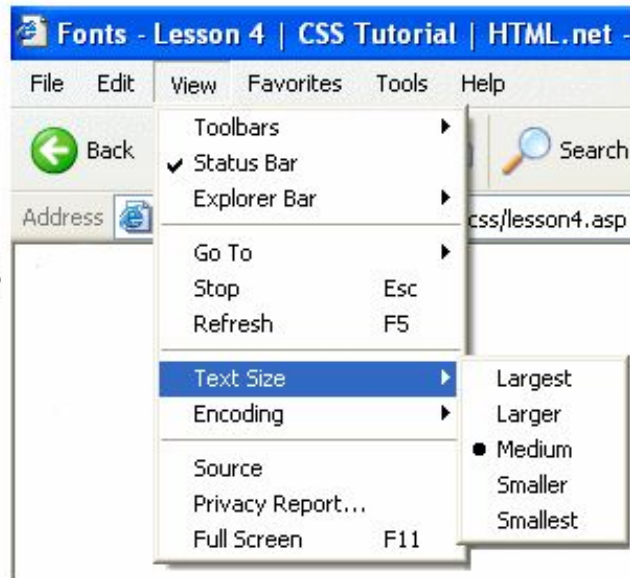 Fonts - Lesson 4 | CSS Tutorial | HTML.net -
File Edit View Favorites Tools Help
Back Search
Address css/lesson4.asp
Toolbars
Status Bar
Explorer Bar
Go To
Stop Esc
Refresh F5
Text Size
Encoding
Source
Privacy Report...
Full Screen F11
Largest
Larger
Medium
Smaller
Smallest